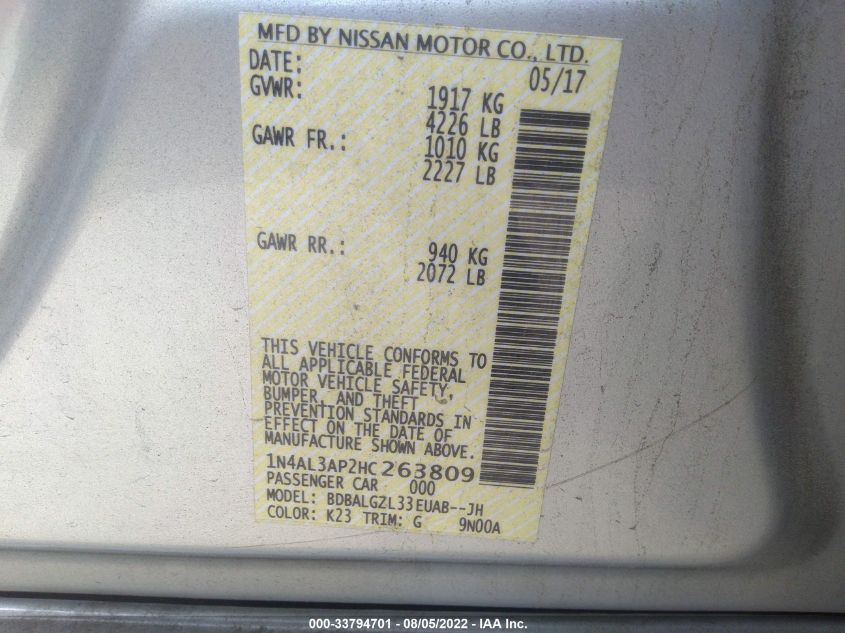 MFD BY NISSAN MOTOR CO., LTD.
DATE: 05/17
GVWR: 1917 KG
4226 LB
GAWR FR.: 1010 KG
2227 LB
GAWR RR.: 940 KG
2072 LB
THIS VEHICLE CONFORMS TO
ALL APPLICABLE FEDERAL
MOTOR VEHICLE SAFETY,
BUMPER, AND THEFT
PREVENTION STANDARDS IN
EFFECT ON THE DATE OF
MANUFACTURE SHOWN ABOVE.
1N4AL3AP2HC263809
PASSENGER CAR 000
MODEL: BDBALGZL33EUAB--JH
COLOR: K23 TRIM: G 9N00A
000-33794701 - 08/05/2022 - IAA Inc.